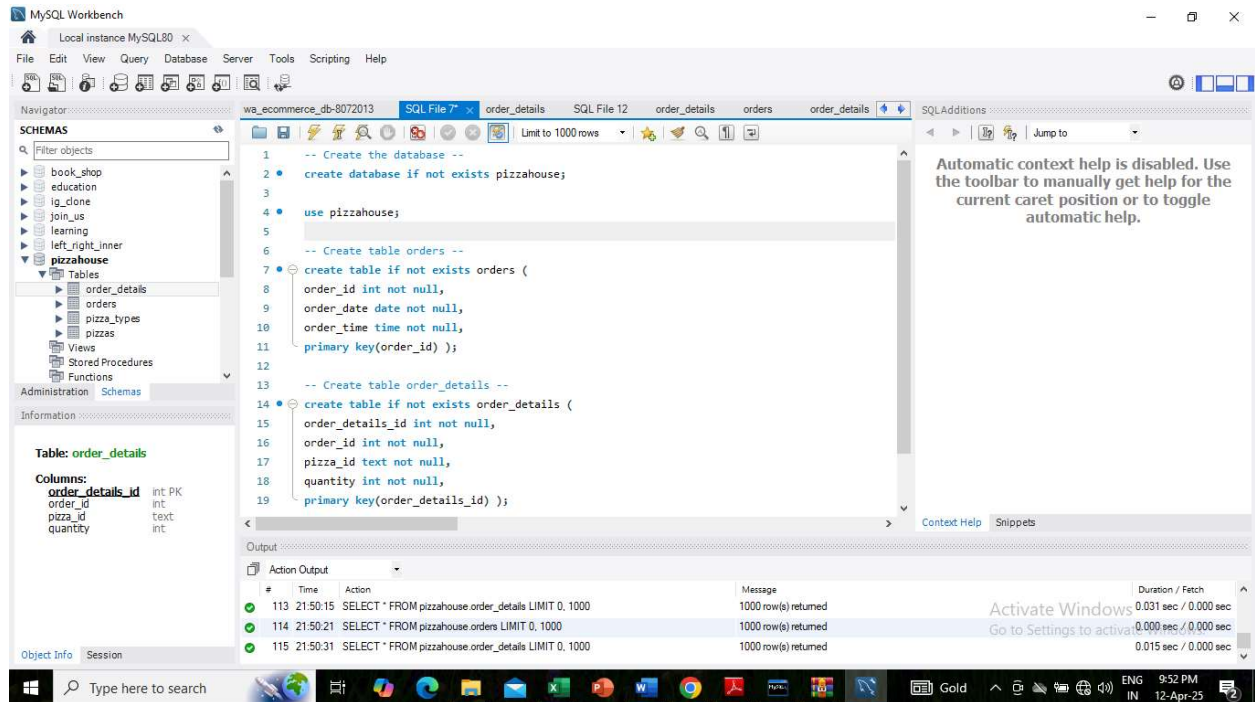 MySQL Workbench
Local instance MySQL80 ×
File Edit View Query Database Server Tools Scripting Help
Navigator
SCHEMAS
Filter objects
book_shop
education
ig_clone
join_us
learning
left_right_inner
pizzahouse
Tables
order_details
orders
pizza_types
pizzas
Views
Stored Procedures
Functions
Administration Schemas
Information
Table: order_details
Columns:
order_details_id int PK
order_id int
pizza_id text
quantity int
Object Info Session
wa_ecommerce_db-8072013 SQL File 7* × order_details SQL File 12 order_details orders order_details
Limit to 1000 rows
1 -- Create the database --
2 create database if not exists pizzahouse;
3
4 use pizzahouse;
5
6 -- Create table orders --
7 create table if not exists orders (
8 order_id int not null,
9 order_date date not null,
10 order_time time not null,
11 primary key(order_id) );
12
13 -- Create table order_details --
14 create table if not exists order_details (
15 order_details_id int not null,
16 order_id int not null,
17 pizza_id text not null,
18 quantity int not null,
19 primary key(order_details_id) );
SQLAdditions
Jump to
Automatic context help is disabled. Use
the toolbar to manually get help for the
current caret position or to toggle
automatic help.
Context Help Snippets
Output
Action Output
# Time Action Message Duration / Fetch
113 21:50:15 SELECT * FROM pizzahouse.order_details LIMIT 0, 1000 1000 row(s) returned 0.031 sec / 0.000 sec
114 21:50:21 SELECT * FROM pizzahouse.orders LIMIT 0, 1000 1000 row(s) returned 0.000 sec / 0.000 sec
115 21:50:31 SELECT * FROM pizzahouse.order_details LIMIT 0, 1000 1000 row(s) returned 0.015 sec / 0.000 sec
Activate Windows
Go to Settings to activate Windows.
Type here to search
Gold
ENG
IN
9:52 PM
12-Apr-25
2